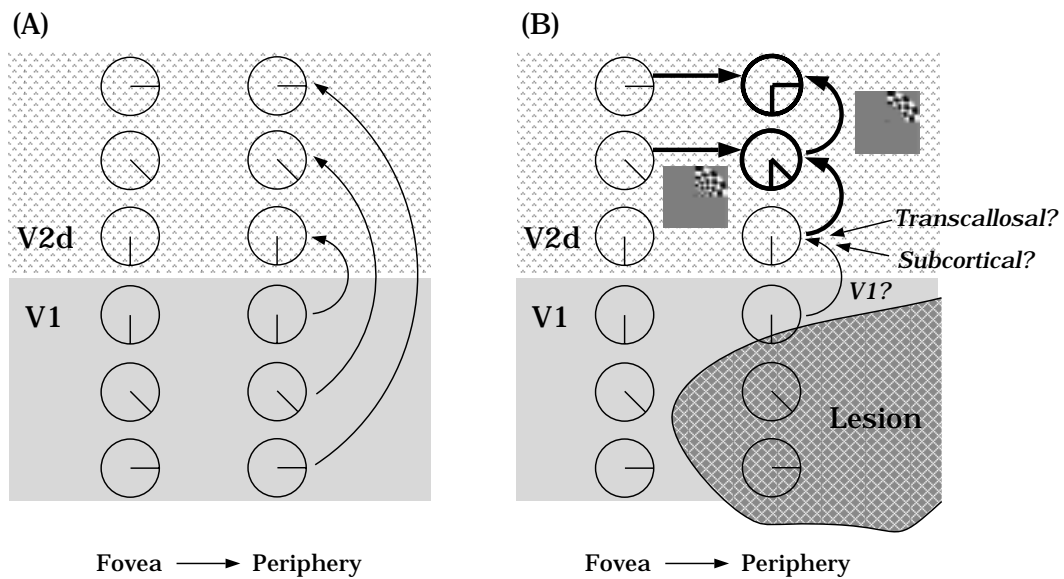 (A)
V2d
V1
Fovea Periphery
(B)
V2d
Transcallosal?
Subcortical?
V1?
V1
Lesion
Fovea Periphery